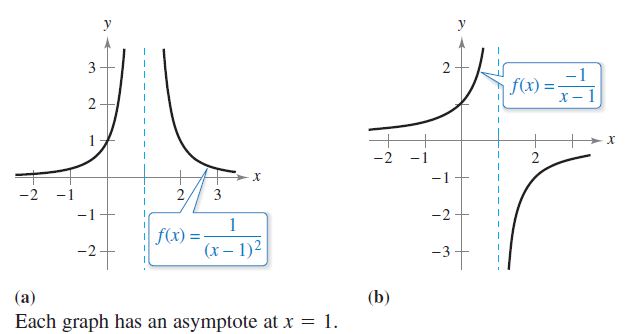 y
3
2
1
-2 -1 2 3 x
-1
-2
f(x) = 1/(x – 1)²
(a)
y
2
f(x) = –1/x – 1
-2 -1 2 x
-1
-2
-3
(b)
Each graph has an asymptote at x = 1.